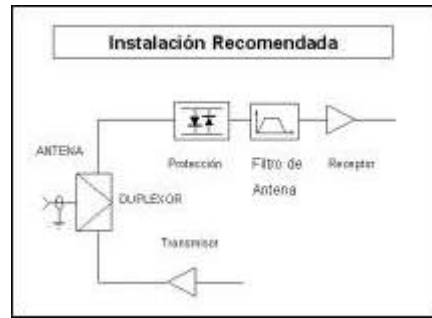 Instalación Recomendada
ANTENA
Protección
Filtro de
Antena
Receptor
DUPLEXOR
Transmisor